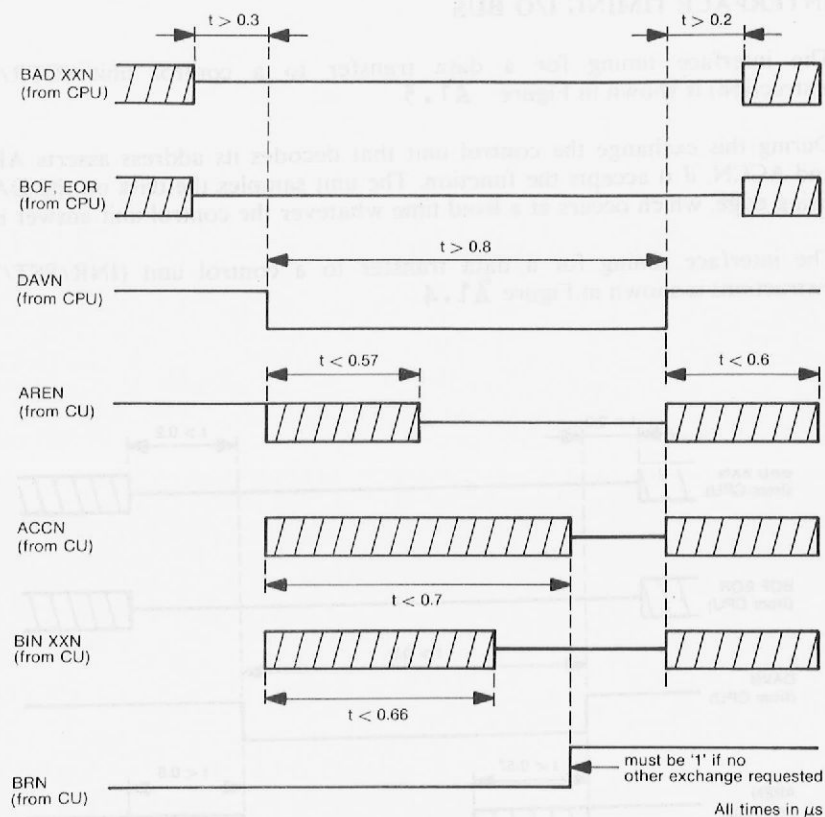 t > 0.3
t > 0.2
BAD XXN
(from CPU)
BOF, EOR
(from CPU)
t > 0.8
DAVN
(from CPU)
t < 0.57
t < 0.6
AREN
(from CU)
ACCN
(from CU)
t < 0.7
BIN XXN
(from CU)
t < 0.66
BRN
(from CU)
must be '1' if no
other exchange requested
All times in µs